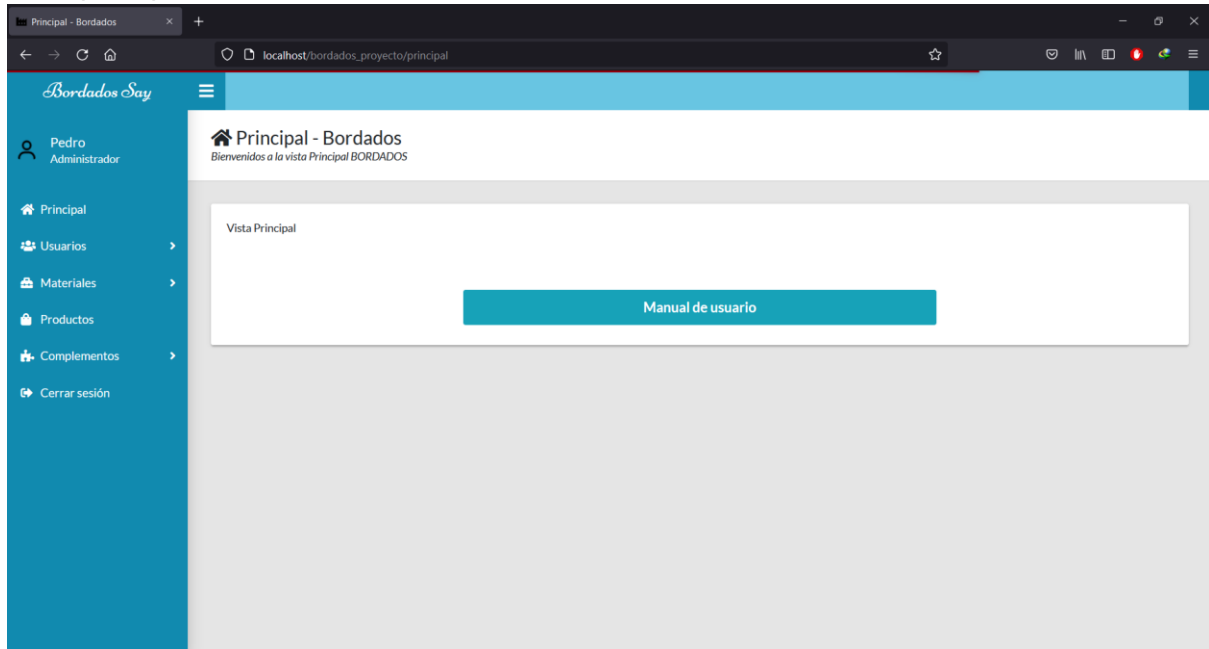 Principal - Bordados
localhost/bordados_proyecto/principal
Bordados Say
Pedro
Administrador
Principal
Usuarios
Materiales
Productos
Complementos
Cerrar sesión
Principal - Bordados
Bienvenidos a la vista Principal BORDADOS
Vista Principal
Manual de usuario